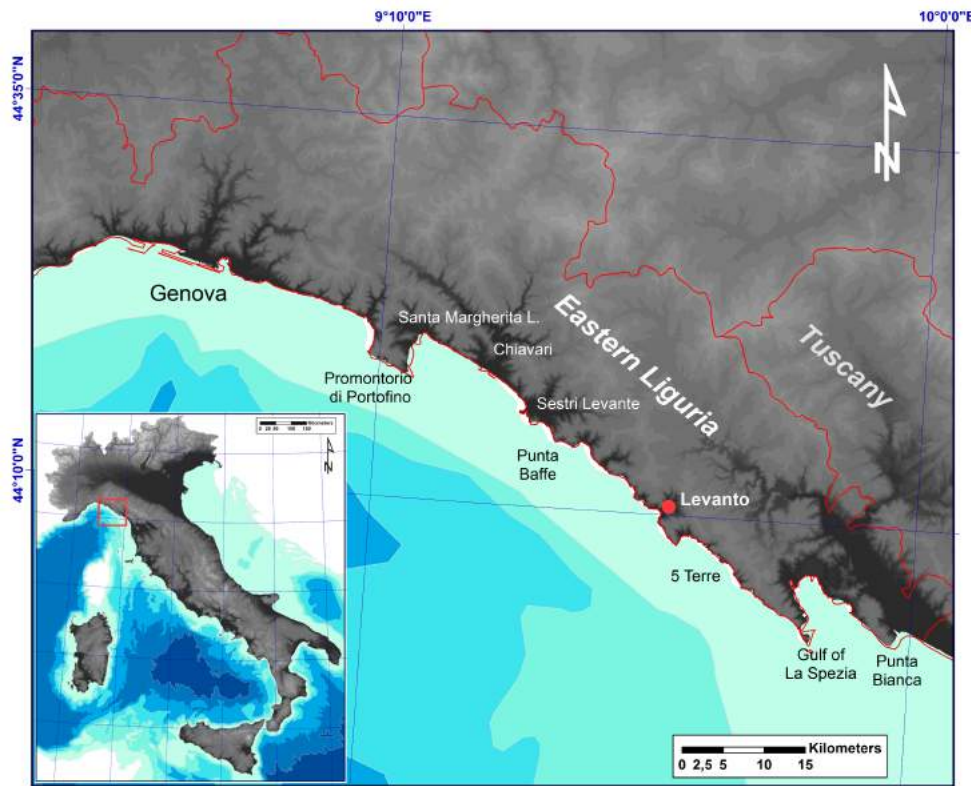 9°10'0"E
10°0'0"E
44°35'0"N
N
Genova
Santa Margherita L.
Chiavari
Eastern Liguria
Tuscany
Promontorio
di Portofino
Sestri Levante
Punta
Baffe
44°10'0"N
Levanto
5 Terre
Gulf of
La Spezia
Punta
Bianca
Kilometers
0 2,5 5 10 15
Kilometers
N